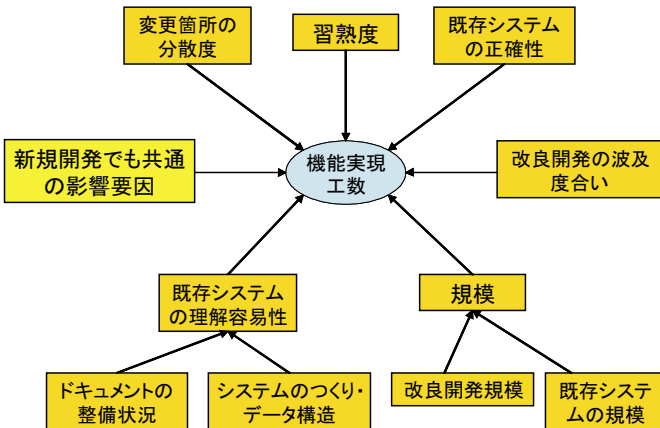 変更箇所の
分散度
習熟度
既存システム
の正確性
新規開発でも共通
の影響要因
機能実現
工数
改良開発の波及
度合い
既存システム
の理解容易性
規模
ドキュメントの
整備状況
システムのつくり・
データ構造
改良開発規模
既存システ
ムの規模